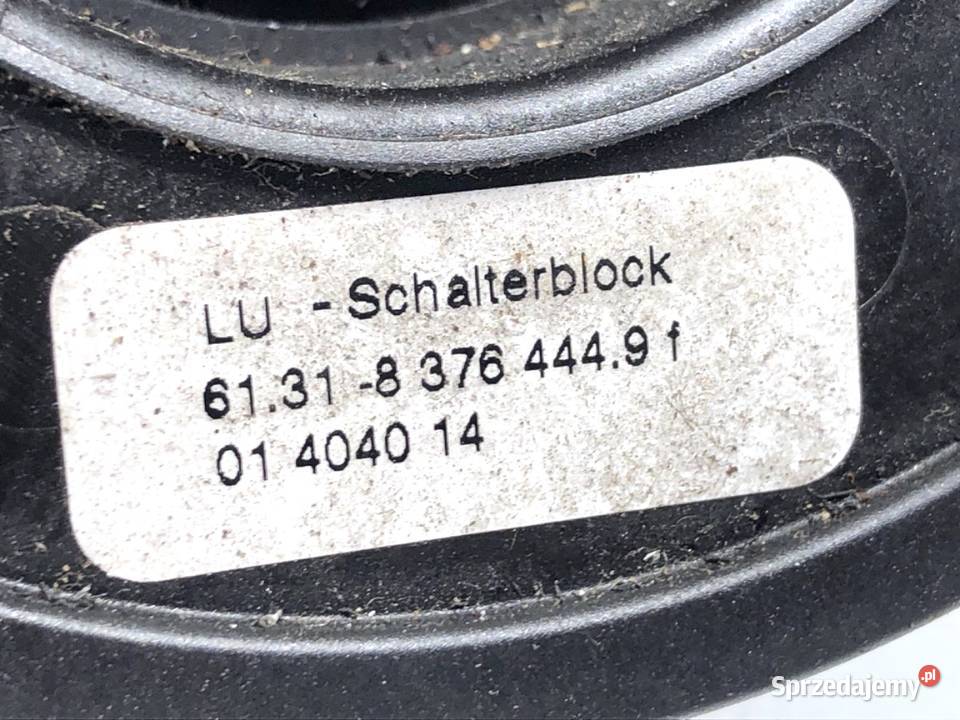 LU -Schalterblock
61.31 -8 376 444.9 f
01 4040 14
Sprzedajemy.pl